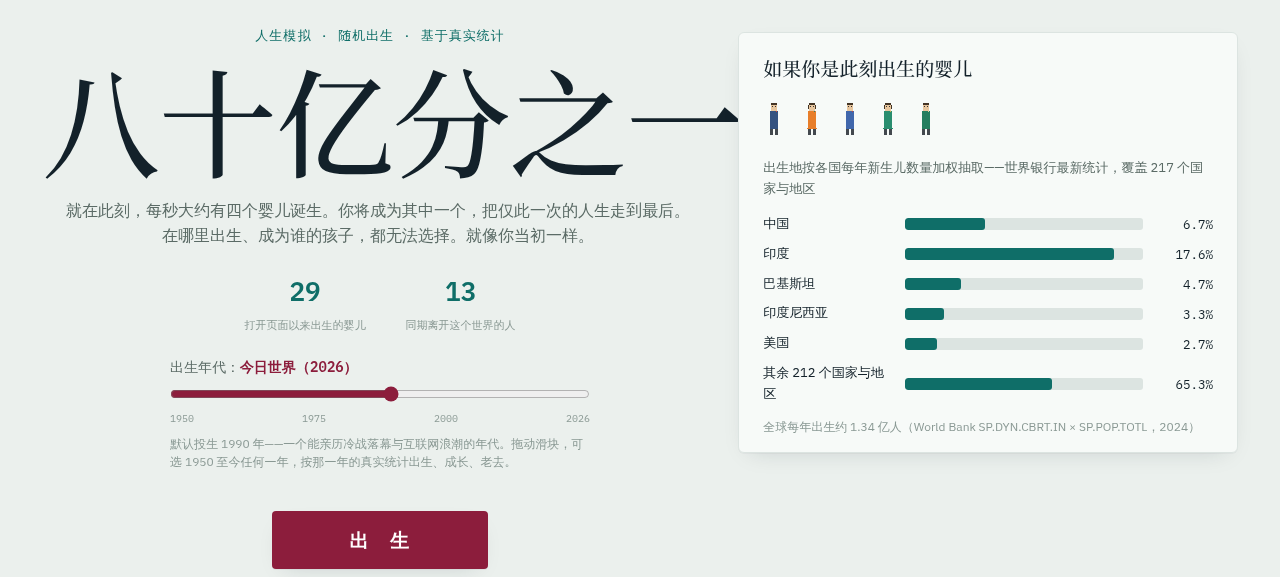 人生模拟 · 随机出生 · 基于真实统计
八十亿分之一
就在此刻，每秒大约有四个婴儿诞生。你将成为其中一个，把仅此一次的人生走到最后。
在哪里出生、成为谁的孩子，都无法选择。就像你当初一样。
29
打开页面以来出生的婴儿
13
同期离开这个世界的人
出生年代：今日世界（2026）
1950 1975 2000 2026
默认投生 1990 年——一个能亲历冷战落幕与互联网浪潮的年代。拖动滑块，可
选 1950 至今任何一年，按那一年的真实统计出生、成长、老去。
出 生
如果你是此刻出生的婴儿
出生地按各国每年新生儿数量加权抽取——世界银行最新统计，覆盖 217 个国
家与地区
中国 6.7%
印度 17.6%
巴基斯坦 4.7%
印度尼西亚 3.3%
美国 2.7%
其余 212 个国家与地
区 65.3%
全球每年出生约 1.34 亿人（World Bank SP.DYN.CBRT.IN × SP.POP.TOTL，2024）